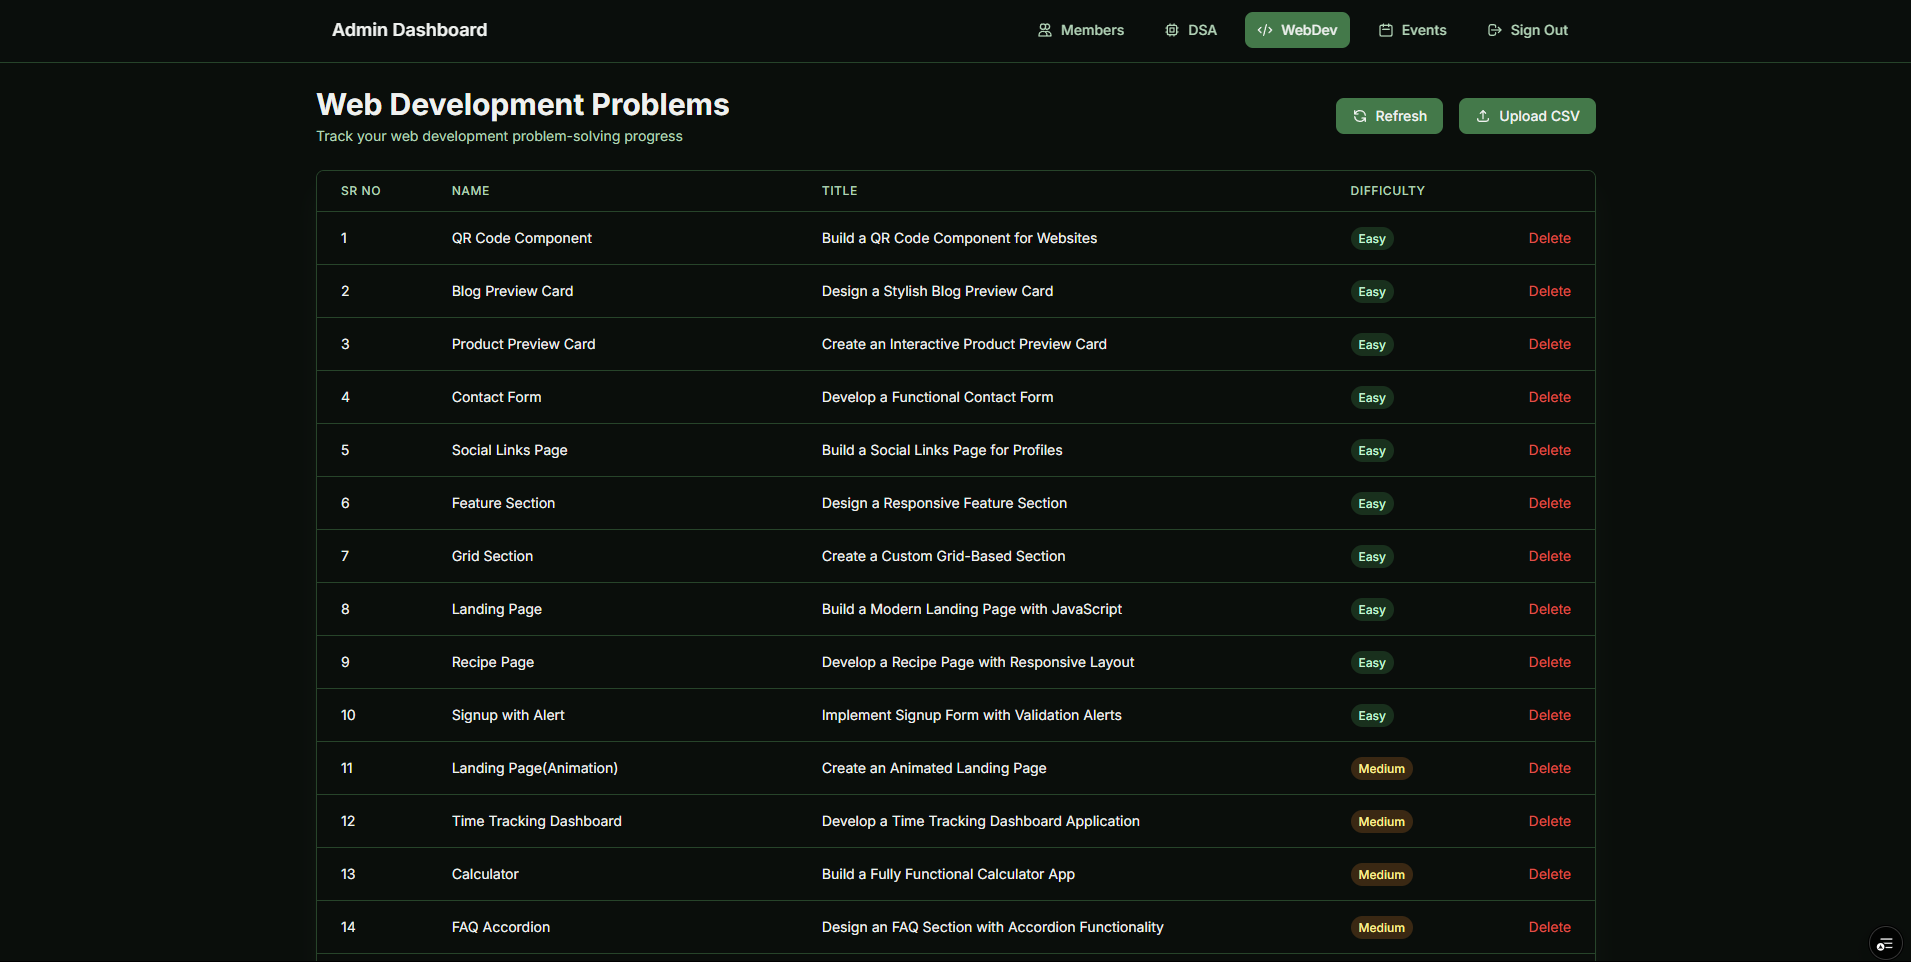 Admin Dashboard Members DSA WebDev Events Sign Out
Web Development Problems
Track your web development problem-solving progress
Refresh Upload CSV
SR NO NAME TITLE DIFFICULTY
1 QR Code Component Build a QR Code Component for Websites Easy Delete
2 Blog Preview Card Design a Stylish Blog Preview Card Easy Delete
3 Product Preview Card Create an Interactive Product Preview Card Easy Delete
4 Contact Form Develop a Functional Contact Form Easy Delete
5 Social Links Page Build a Social Links Page for Profiles Easy Delete
6 Feature Section Design a Responsive Feature Section Easy Delete
7 Grid Section Create a Custom Grid-Based Section Easy Delete
8 Landing Page Build a Modern Landing Page with JavaScript Easy Delete
9 Recipe Page Develop a Recipe Page with Responsive Layout Easy Delete
10 Signup with Alert Implement Signup Form with Validation Alerts Easy Delete
11 Landing Page(Animation) Create an Animated Landing Page Medium Delete
12 Time Tracking Dashboard Develop a Time Tracking Dashboard Application Medium Delete
13 Calculator Build a Fully Functional Calculator App Medium Delete
14 FAQ Accordion Design an FAQ Section with Accordion Functionality Medium Delete